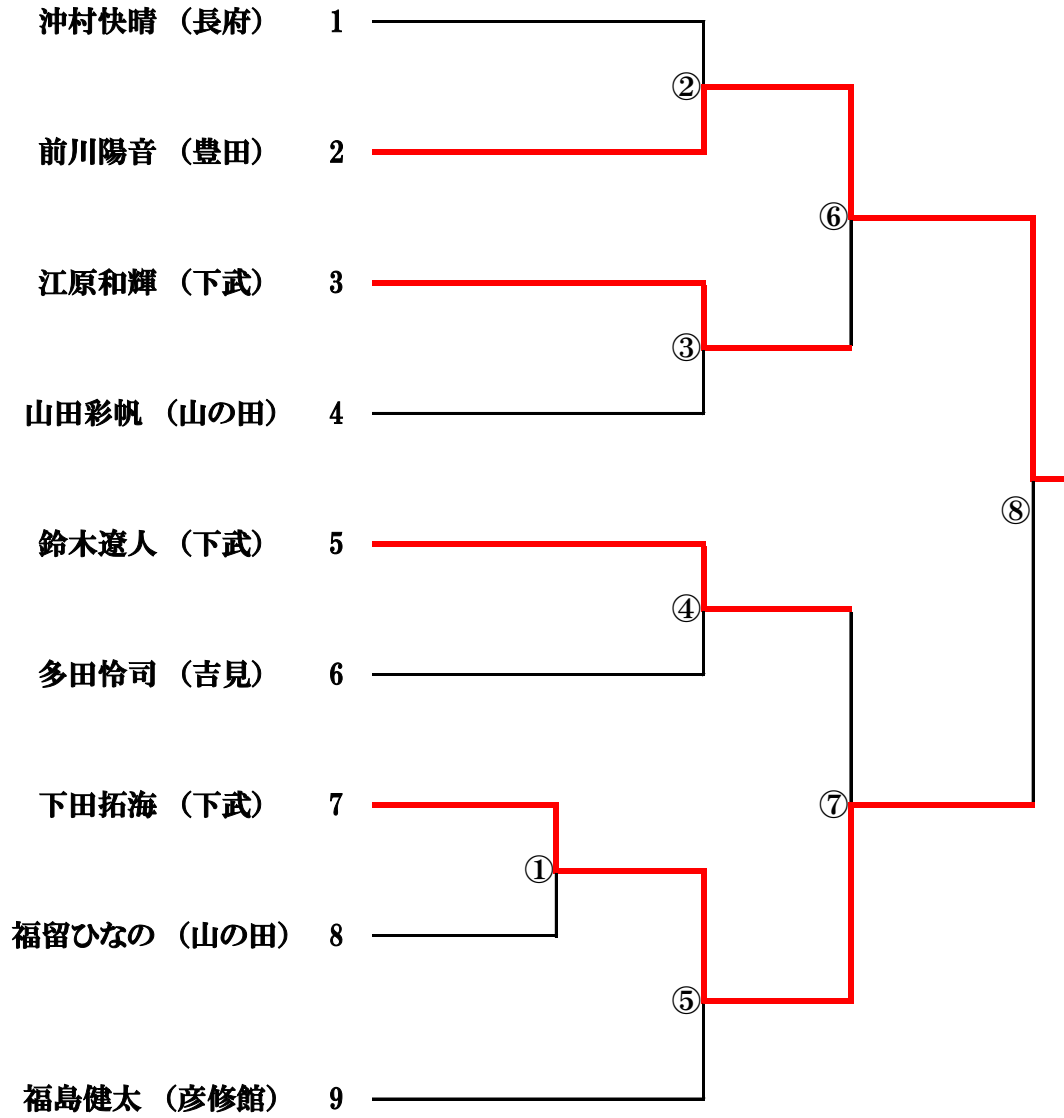 沖村快晴 （長府） 1
②
前川陽音 （豊田） 2
⑥
江原和輝 （下武） 3
③
山田彩帆 （山の田） 4
⑧
鈴木遼人 （下武） 5
④
多田怜司 （吉見） 6
下田拓海 （下武） 7
⑦
①
福留ひなの （山の田） 8
⑤
福島健太 （彦修館） 9